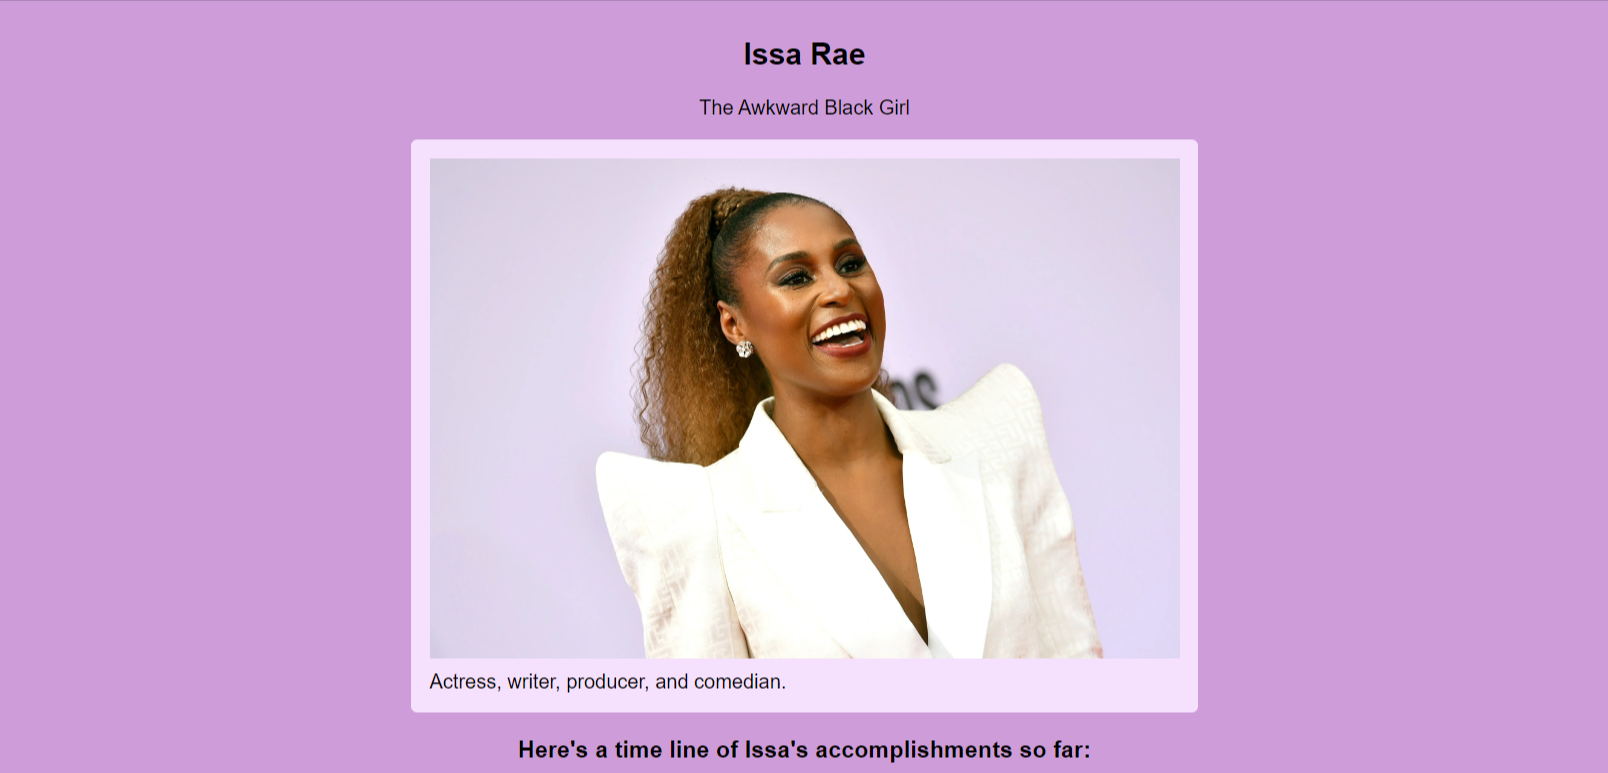 Issa Rae
The Awkward Black Girl
Actress, writer, producer, and comedian.
Here's a time line of Issa's accomplishments so far: